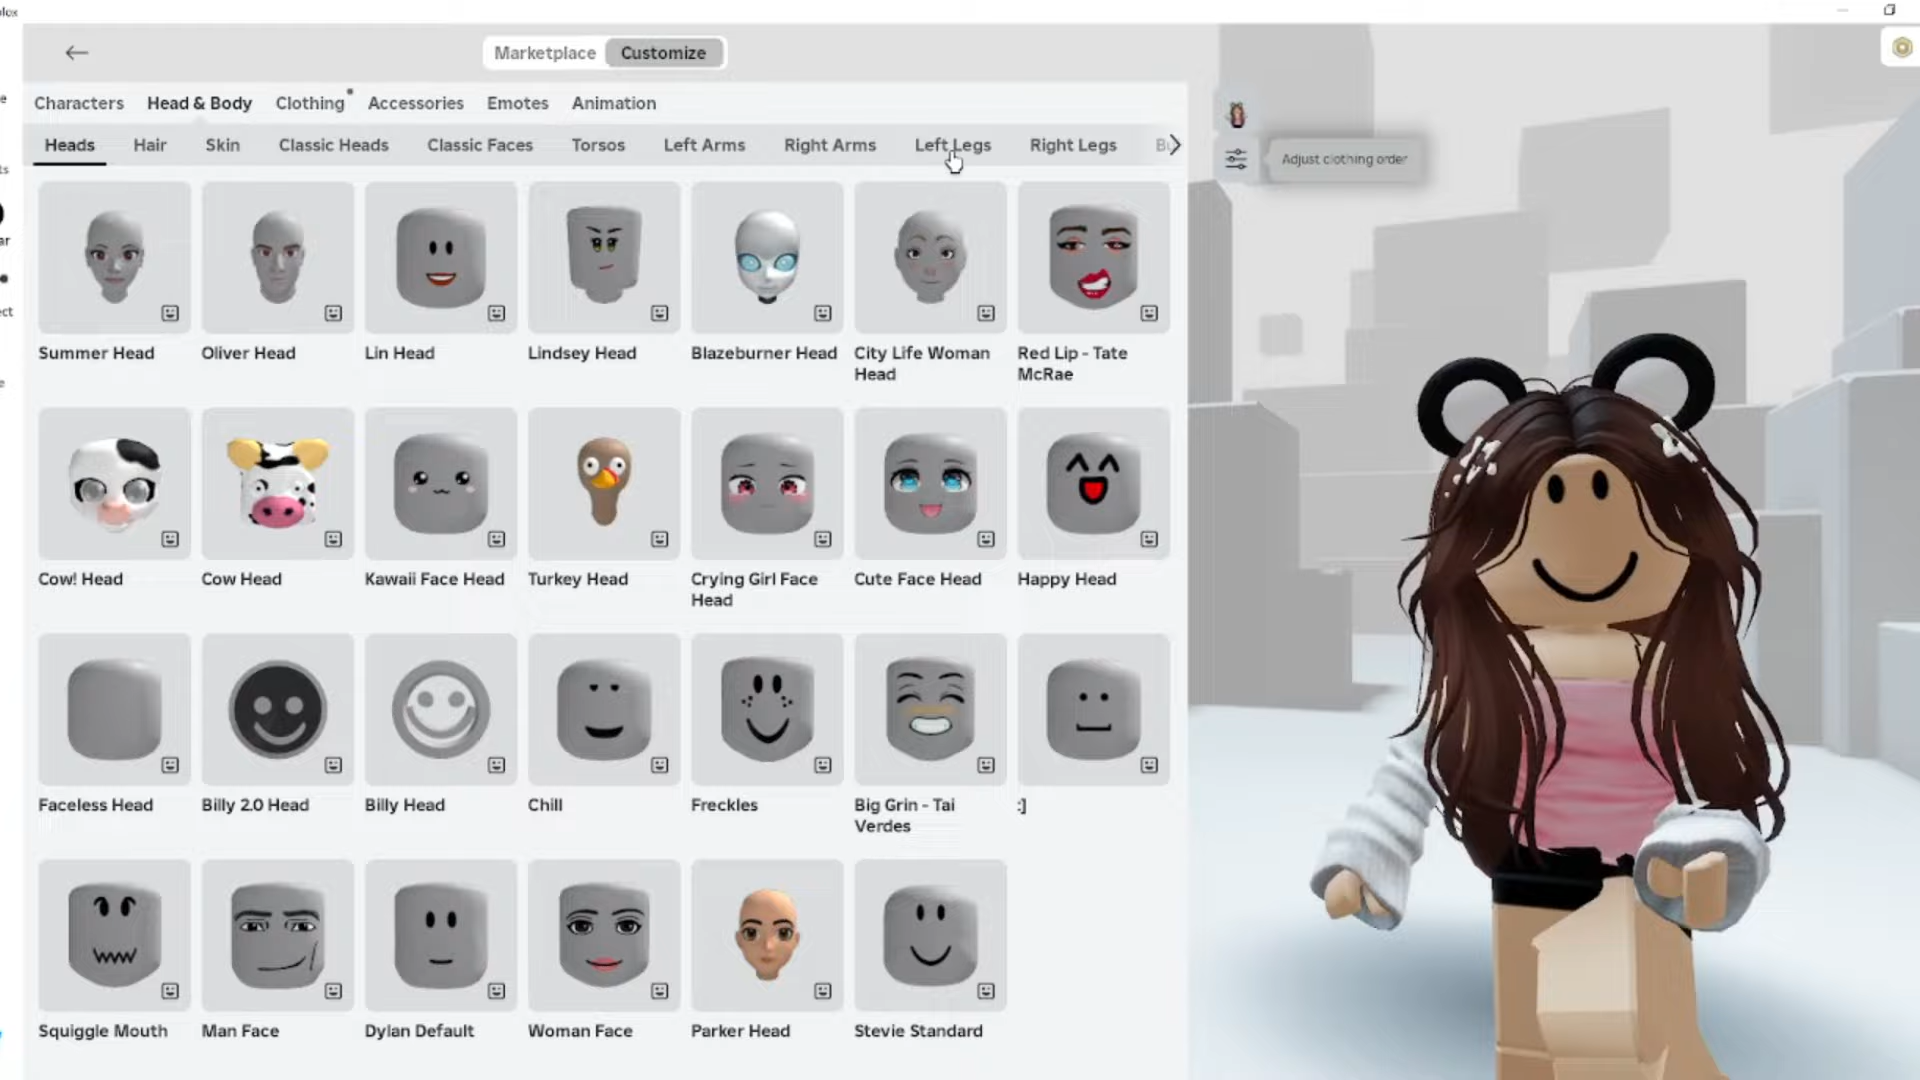 Marketplace Customize
Characters Head & Body Clothing Accessories Emotes Animation
Heads Hair Skin Classic Heads Classic Faces Torsos Left Arms Right Arms Left Legs Right Legs
Adjust clothing order
Summer Head Oliver Head Lin Head Lindsey Head Blazeburner Head City Life Woman Head Red Lip - Tate McRae
Cow! Head Cow Head Kawaii Face Head Turkey Head Crying Girl Face Head Cute Face Head Happy Head
Faceless Head Billy 2.0 Head Billy Head Chill Freckles Big Grin - Tai Verdes :]
Squiggle Mouth Man Face Dylan Default Woman Face Parker Head Stevie Standard